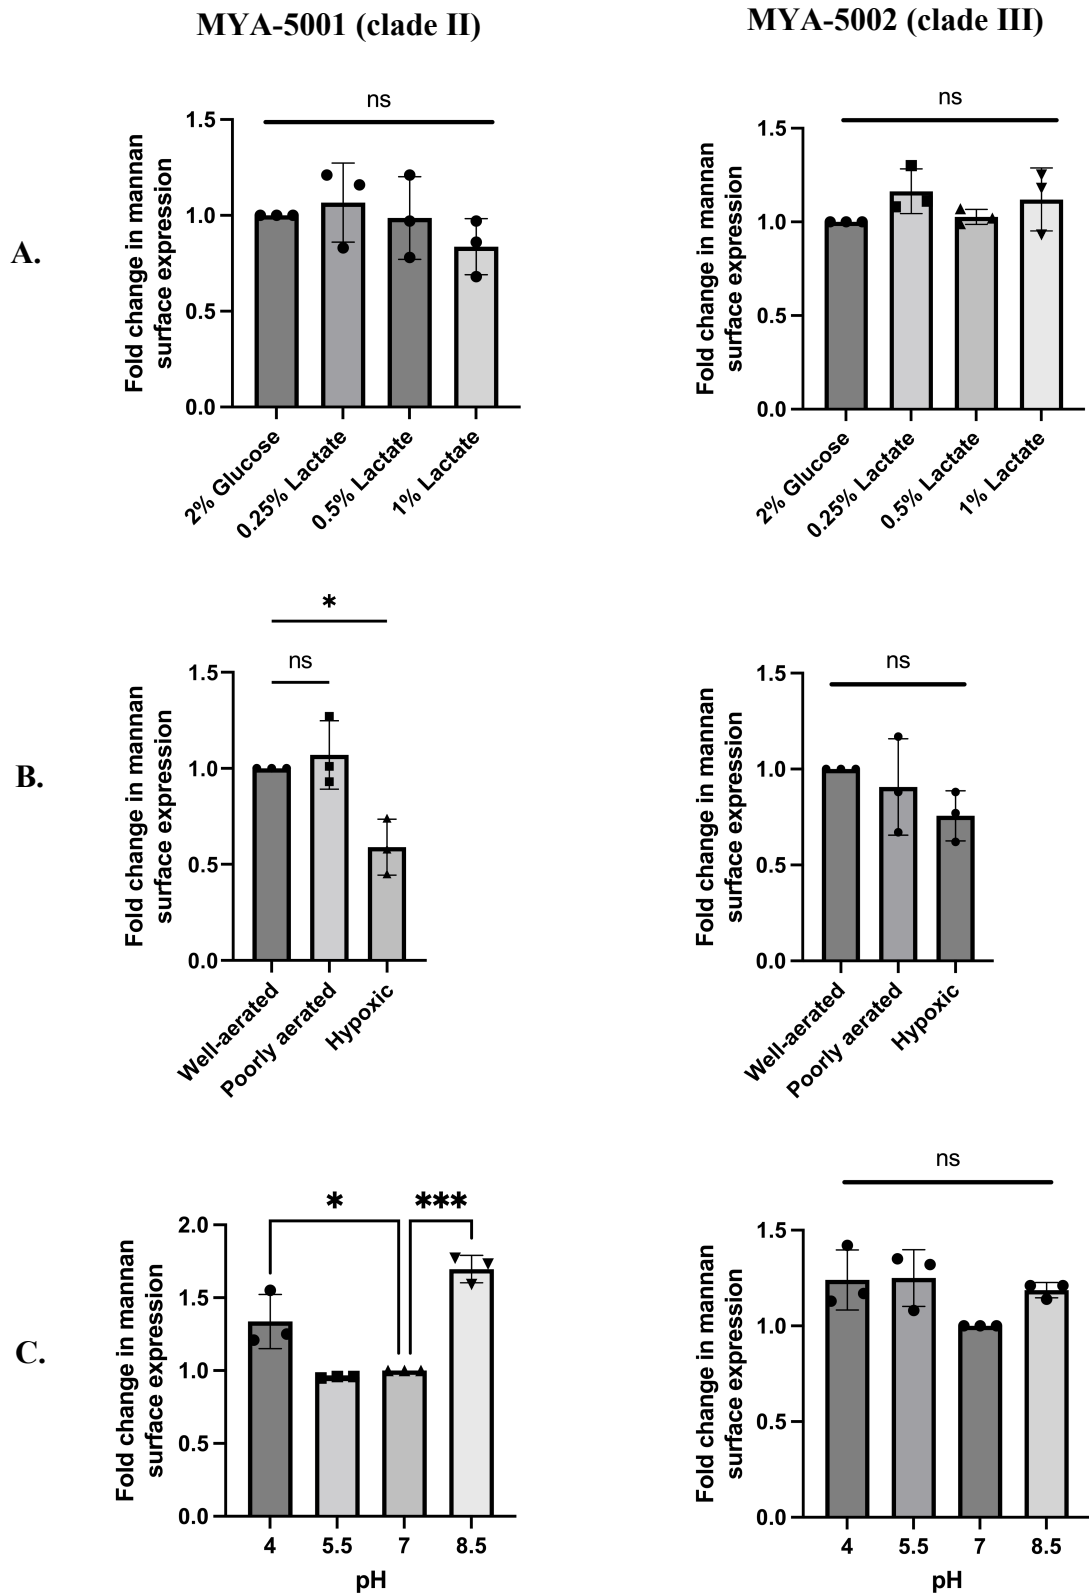 MYA-5001 (clade II)
MYA-5002 (clade III)
A.
ns
Fold change in mannan
surface expression
1.5
1.0
0.5
0.0
2% Glucose
0.25% Lactate
0.5% Lactate
1% Lactate
ns
Fold change in mannan
surface expression
1.5
1.0
0.5
0.0
2% Glucose
0.25% Lactate
0.5% Lactate
1% Lactate
B.
*
ns
Fold change in mannan
surface expression
1.5
1.0
0.5
0.0
Well-aerated
Poorly aerated
Hypoxic
ns
Fold change in mannan
surface expression
1.5
1.0
0.5
0.0
Well-aerated
Poorly aerated
Hypoxic
C.
* ***
Fold change in mannan
surface expression
2.0
1.5
1.0
0.5
0.0
4 5.5 7 8.5
pH
ns
Fold change in mannan
surface expression
1.5
1.0
0.5
0.0
4 5.5 7 8.5
pH